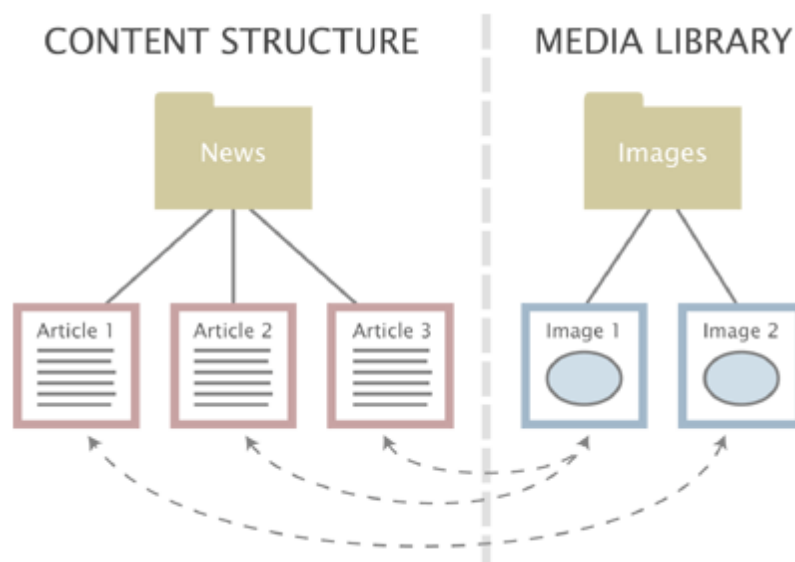 CONTENT STRUCTURE
MEDIA LIBRARY
News
Images
Article 1
Article 2
Article 3
Image 1
Image 2